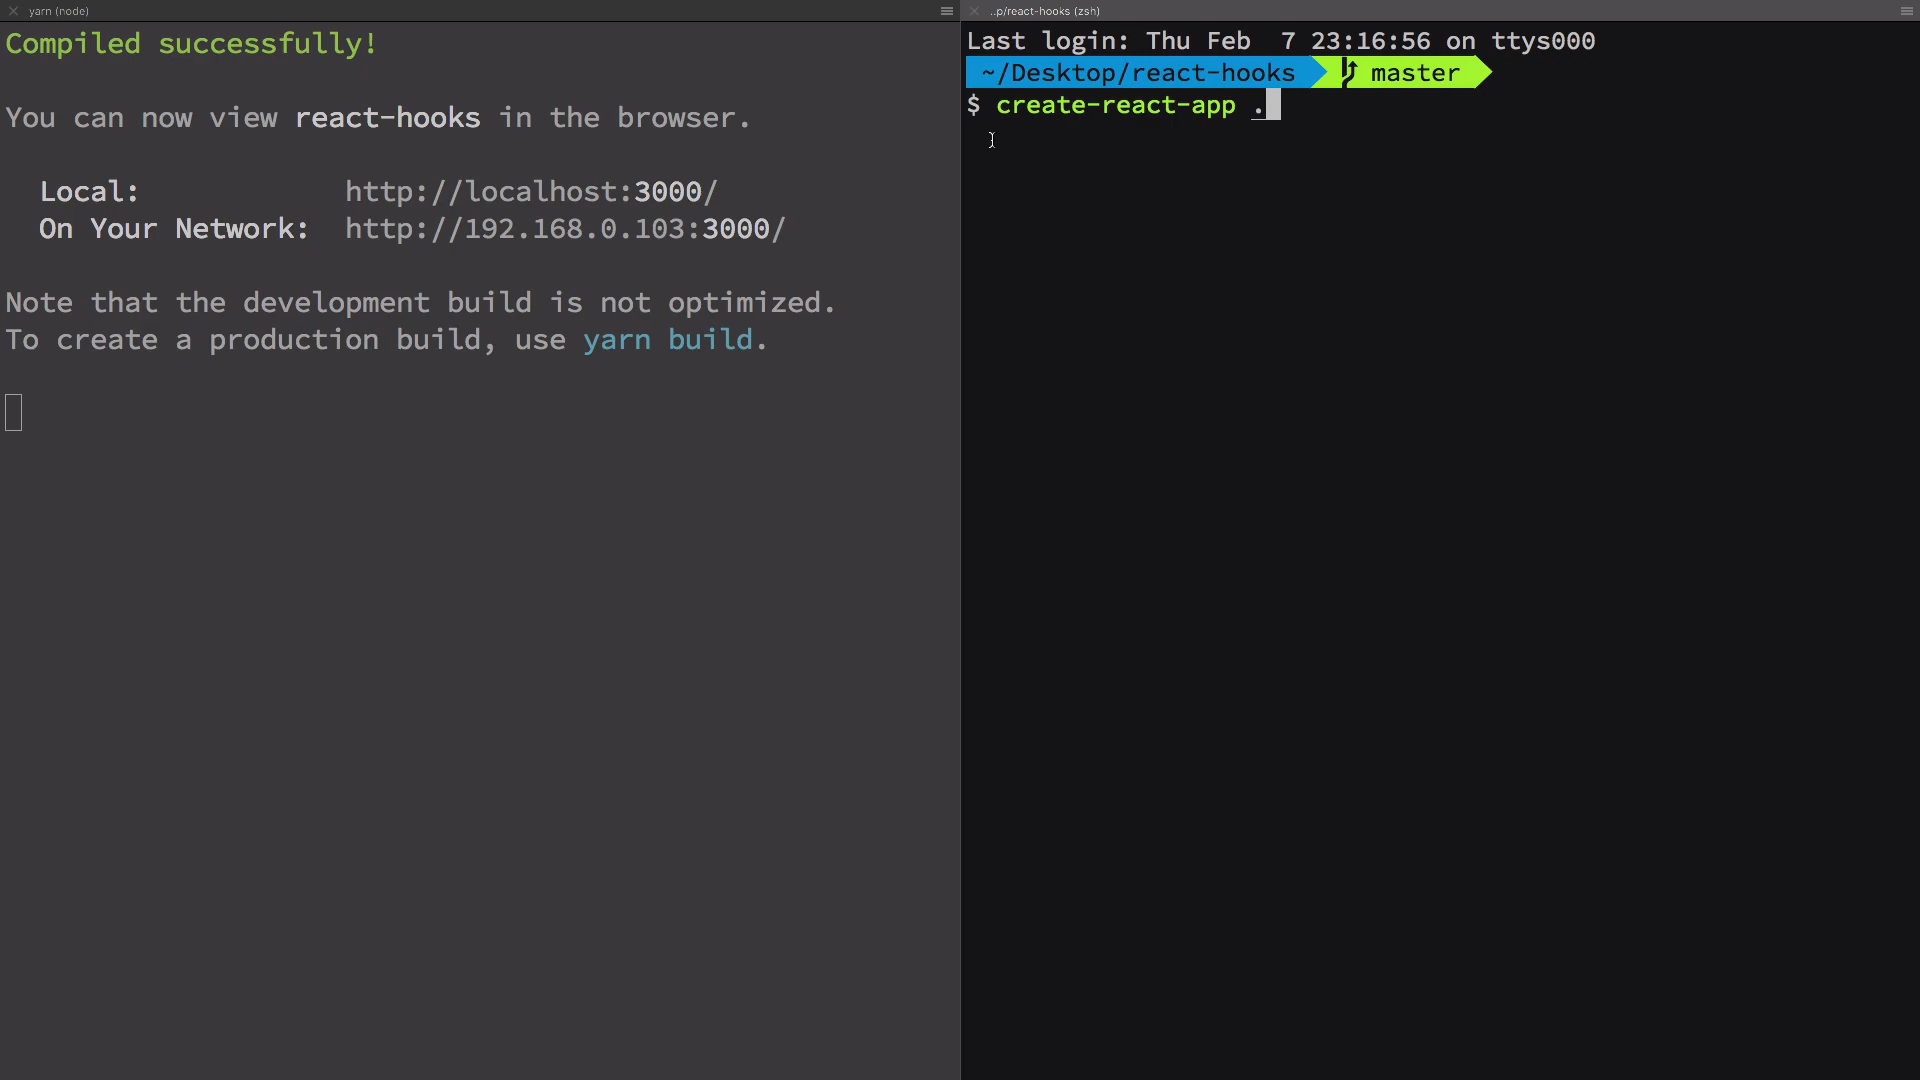 yarn (node)
Compiled successfully!
You can now view react-hooks in the browser.
Local: http://localhost:3000/
On Your Network: http://192.168.0.103:3000/
Note that the development build is not optimized.
To create a production build, use yarn build.
..p/react-hooks (zsh)
Last login: Thu Feb  7 23:16:56 on ttys000
~/Desktop/react-hooks master
$ create-react-app .